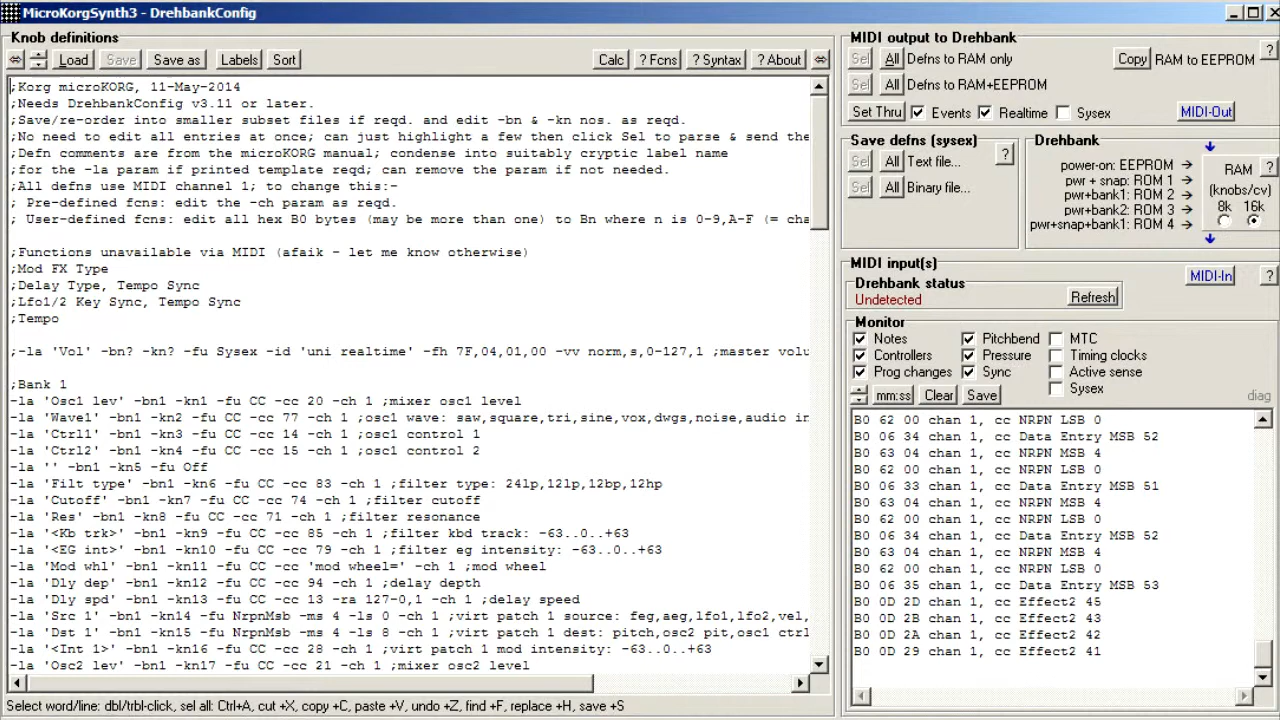 MicroKorgSynth3 - DrehbankConfig
Knob definitions
Load Save Save as Labels Sort Calc ? Fcns ? Syntax ? About
;Korg microKORG, 11-May-2014
;Needs DrehbankConfig v3.11 or later.
;Save/re-order into smaller subset files if reqd. and edit -bn & -kn nos. as reqd.
;No need to edit all entries at once; can just highlight a few then click Sel to parse & send the
;Defn comments are from the microKORG manual; condense into suitably cryptic label name
;for the -la param if printed template reqd; can remove the param if not needed.
;All defns use MIDI channel 1; to change this:-
; Pre-defined fcns: edit the -ch param as reqd.
; User-defined fcns: edit all hex B0 bytes (may be more than one) to Bn where n is 0-9,A-F (= cha
;Functions unavailable via MIDI (afaik - let me know otherwise)
;Mod FX Type
;Delay Type, Tempo Sync
;Lfo1/2 Key Sync, Tempo Sync
;Tempo
;-la 'Vol' -bn? -kn? -fu Sysex -id 'uni realtime' -fh 7F,04,01,00 -vv norm,s,0-127,1 ;master volu
;Bank 1
-la 'Osc1 lev' -bn1 -kn1 -fu CC -cc 20 -ch 1 ;mixer osc1 level
-la 'Wave1' -bn1 -kn2 -fu CC -cc 77 -ch 1 ;osc1 wave: saw,square,tri,sine,vox,dwgs,noise,audio in
-la 'Ctrl1' -bn1 -kn3 -fu CC -cc 14 -ch 1 ;osc1 control 1
-la 'Ctrl2' -bn1 -kn4 -fu CC -cc 15 -ch 1 ;osc1 control 2
-la '' -bn1 -kn5 -fu Off
-la 'Filt type' -bn1 -kn6 -fu CC -cc 83 -ch 1 ;filter type: 24lp,12lp,12bp,12hp
-la 'Cutoff' -bn1 -kn7 -fu CC -cc 74 -ch 1 ;filter cutoff
-la 'Res' -bn1 -kn8 -fu CC -cc 71 -ch 1 ;filter resonance
-la '<Kb trk>' -bn1 -kn9 -fu CC -cc 85 -ch 1 ;filter kbd track: -63..0..+63
-la '<EG int>' -bn1 -kn10 -fu CC -cc 79 -ch 1 ;filter eg intensity: -63..0..+63
-la 'Mod whl' -bn1 -kn11 -fu CC -cc 'mod wheel=' -ch 1 ;mod wheel
-la 'Dly dep' -bn1 -kn12 -fu CC -cc 94 -ch 1 ;delay depth
-la 'Dly spd' -bn1 -kn13 -fu CC -cc 13 -ra 127-0,1 -ch 1 ;delay speed
-la 'Src 1' -bn1 -kn14 -fu NrpnMsb -ms 4 -ls 0 -ch 1 ;virt patch 1 source: feg,aeg,lfo1,lfo2,vel,
-la 'Dst 1' -bn1 -kn15 -fu NrpnMsb -ms 4 -ls 8 -ch 1 ;virt patch 1 dest: pitch,osc2 pit,osc1 ctrl
-la '<Int 1>' -bn1 -kn16 -fu CC -cc 28 -ch 1 ;virt patch 1 mod intensity: -63..0..+63
-la 'Osc2 lev' -bn1 -kn17 -fu CC -cc 21 -ch 1 ;mixer osc2 level
Select word/line: dbl/trbl-click, sel all: Ctrl+A, cut +X, copy +C, paste +V, undo +Z, find +F, replace +H, save +S
MIDI output to Drehbank ?
Sel All Defns to RAM only Copy RAM to EEPROM
Sel All Defns to RAM+EEPROM
Set Thru Events Realtime Sysex MIDI-Out
Save defns (sysex)
Sel All Text file... ?
Sel All Binary file...
Drehbank
power-on: EEPROM →
pwr + snap: ROM 1 →
pwr+bank1: ROM 2 →
pwr+bank2: ROM 3 →
pwr+snap+bank1: ROM 4 →
RAM ?
(knobs/cv)
8k 16k
MIDI input(s) MIDI-In ?
Drehbank status
Undetected Refresh
Monitor
Notes Pitchbend MTC
Controllers Pressure Timing clocks
Prog changes Sync Active sense
Sysex
mm:ss Clear Save diag
B0 62 00 chan 1, cc NRPN LSB 0
B0 06 34 chan 1, cc Data Entry MSB 52
B0 63 04 chan 1, cc NRPN MSB 4
B0 62 00 chan 1, cc NRPN LSB 0
B0 06 33 chan 1, cc Data Entry MSB 51
B0 63 04 chan 1, cc NRPN MSB 4
B0 62 00 chan 1, cc NRPN LSB 0
B0 06 34 chan 1, cc Data Entry MSB 52
B0 63 04 chan 1, cc NRPN MSB 4
B0 62 00 chan 1, cc NRPN LSB 0
B0 06 35 chan 1, cc Data Entry MSB 53
B0 0D 2D chan 1, cc Effect2 45
B0 0D 2B chan 1, cc Effect2 43
B0 0D 2A chan 1, cc Effect2 42
B0 0D 29 chan 1, cc Effect2 41